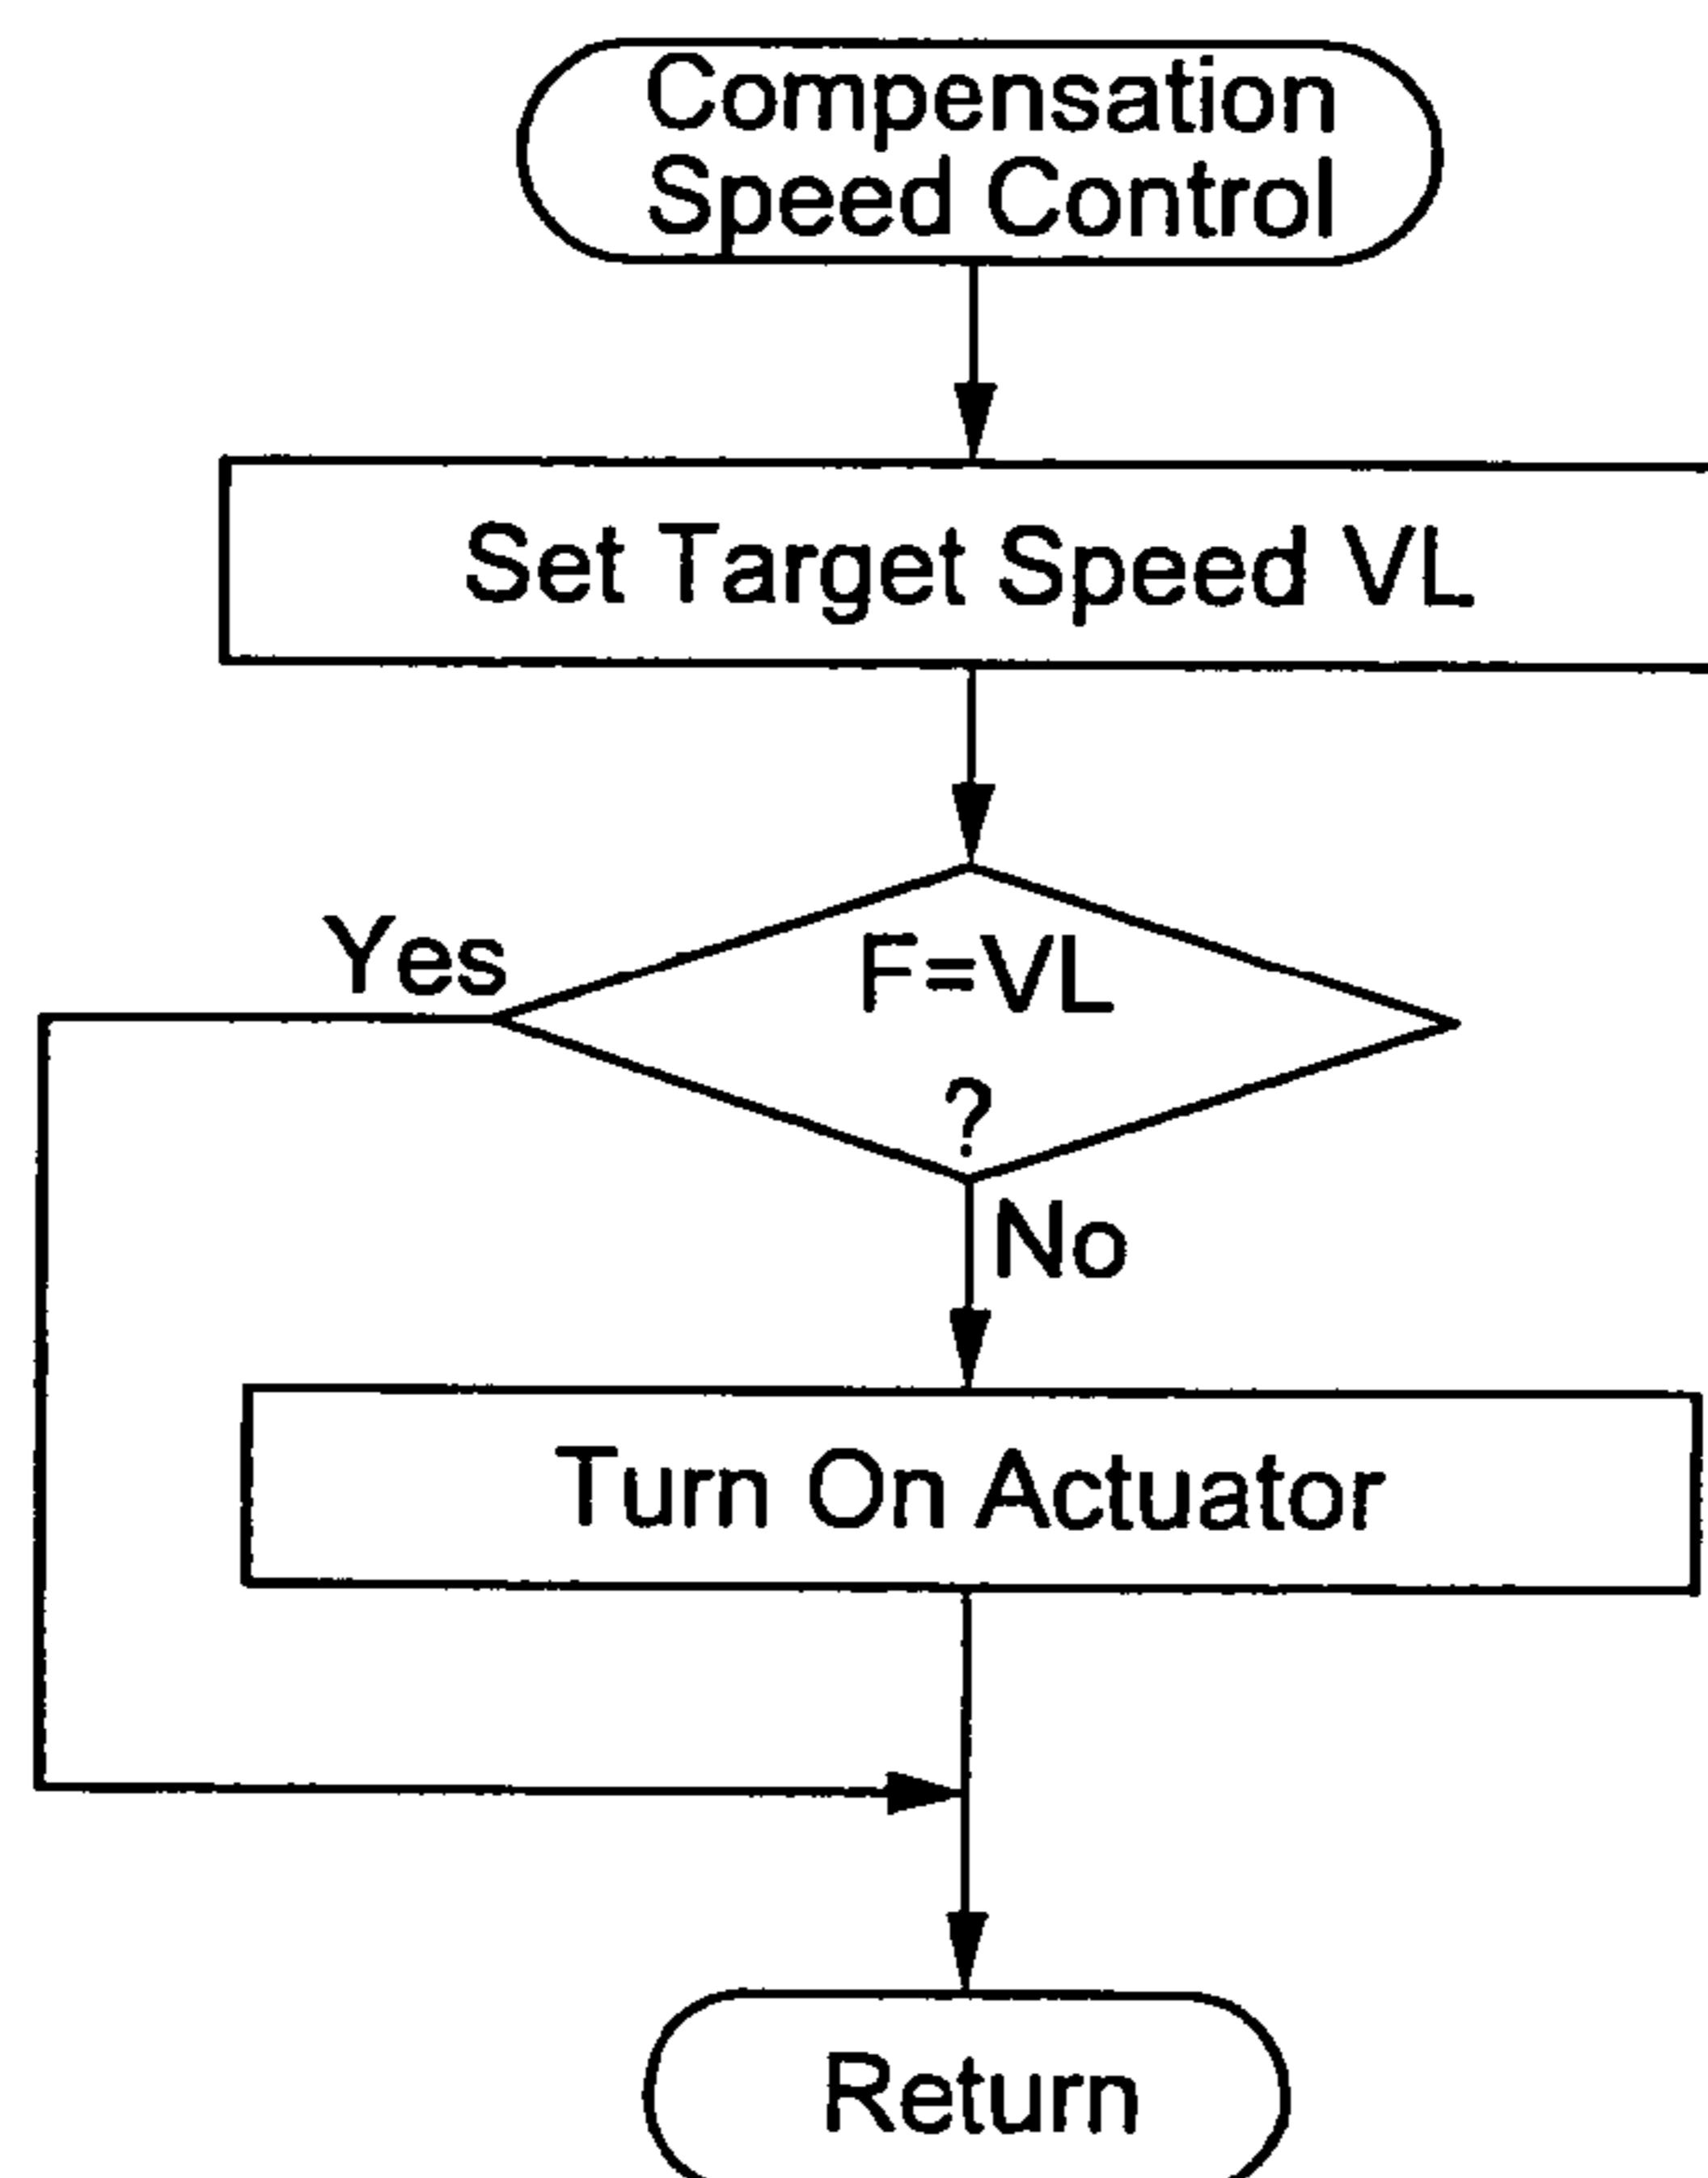 Compensation
Speed Control
Set Target Speed VL
Yes
F=VL
?
No
Turn On Actuator
Return